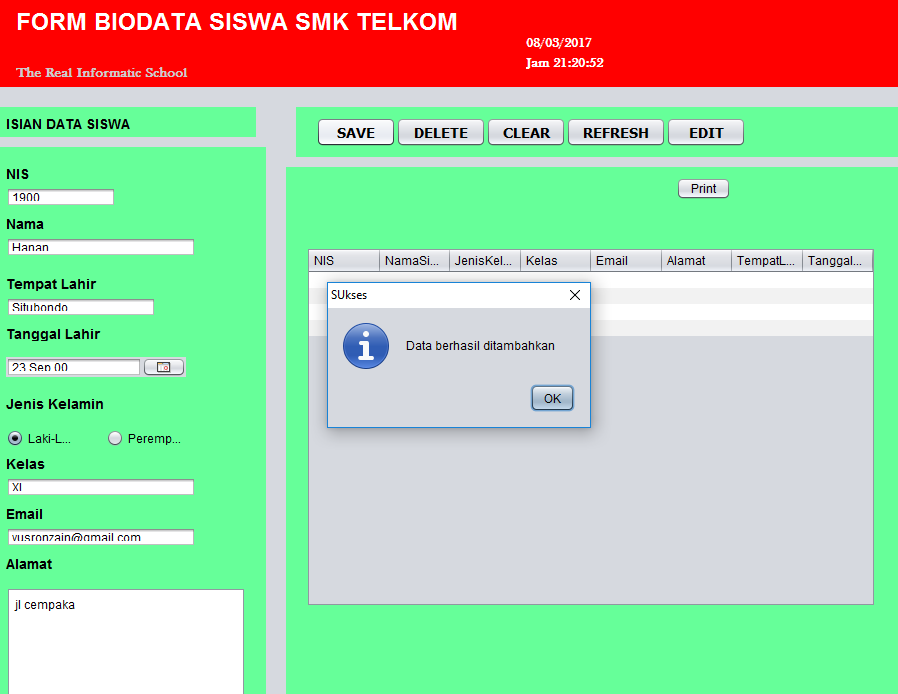 FORM BIODATA SISWA SMK TELKOM
08/03/2017
Jam 21:20:52
The Real Informatic School
ISIAN DATA SISWA
SAVE DELETE CLEAR REFRESH EDIT
NIS
1900
Nama
Hanan
Tempat Lahir
Situbondo
Tanggal Lahir
23 Sep 00
Jenis Kelamin
Laki-L... Peremp...
Kelas
XI
Email
yusronzain@gmail.com
Alamat
jl cempaka
Print
NIS NamaSi... JenisKel... Kelas Email Alamat TempatL... Tanggal...
SUkses
Data berhasil ditambahkan
OK